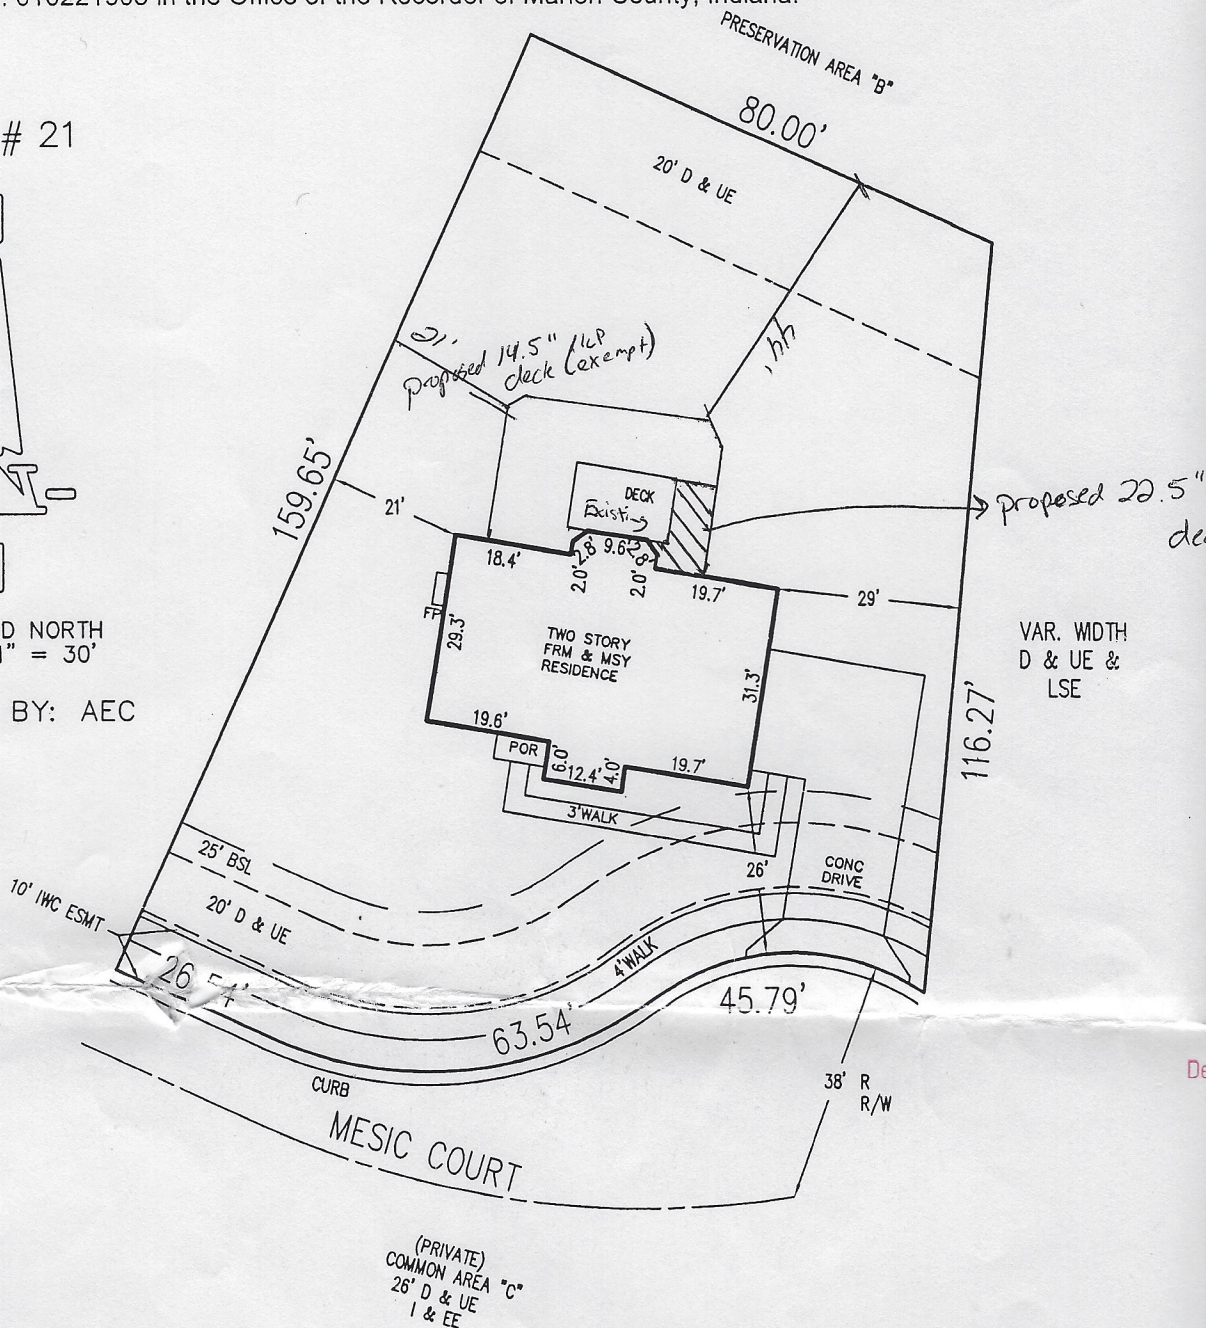 in the Office of the Recorder of Marion County, Indiana.
PRESERVATION AREA "B"
80.00'
# 21
20' D & UE
21'
proposed 14.5"
deck (exempt)
44'
159.65'
21'
DECK
Existing
proposed 22.5"
18.4'
2.8'
9.6'
2.8'
2.0'
2.0'
19.7'
29'
FP
29.3'
TWO STORY
FRM & MSY
RESIDENCE
31.3'
VAR. WIDTH
D & UE &
LSE
D NORTH
1" = 30'
BY: AEC
116.27'
19.6'
POR
6.0'
12.4'
4.0'
19.7'
3'WALK
25' BSL
26'
CONC
DRIVE
10' IWC ESMT
20' D & UE
4'WALK
26.54'
63.54'
45.79'
CURB
38' R
R/W
De
MESIC COURT
(PRIVATE)
COMMON AREA "C"
26' D & UE
I & EE